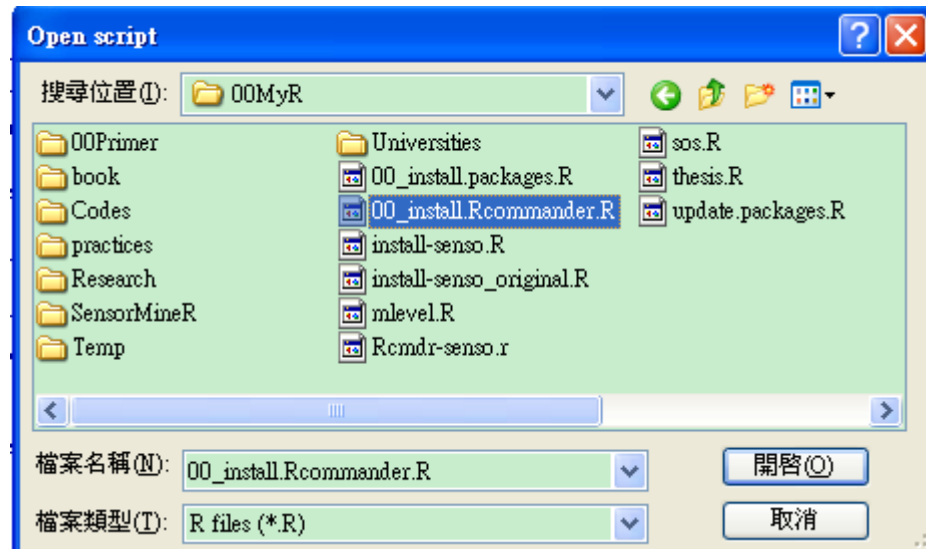 Open script
搜尋位置(I): 00MyR
00Primer
book
Codes
practices
Research
SensorMineR
Temp
Universities
00_install.packages.R
00_install.Rcommander.R
install-senso.R
install-senso_original.R
mlevel.R
Rcmdr-senso.r
sos.R
thesis.R
update.packages.R
檔案名稱(N): 00_install.Rcommander.R 開啓(O)
檔案類型(T): R files (*.R) 取消